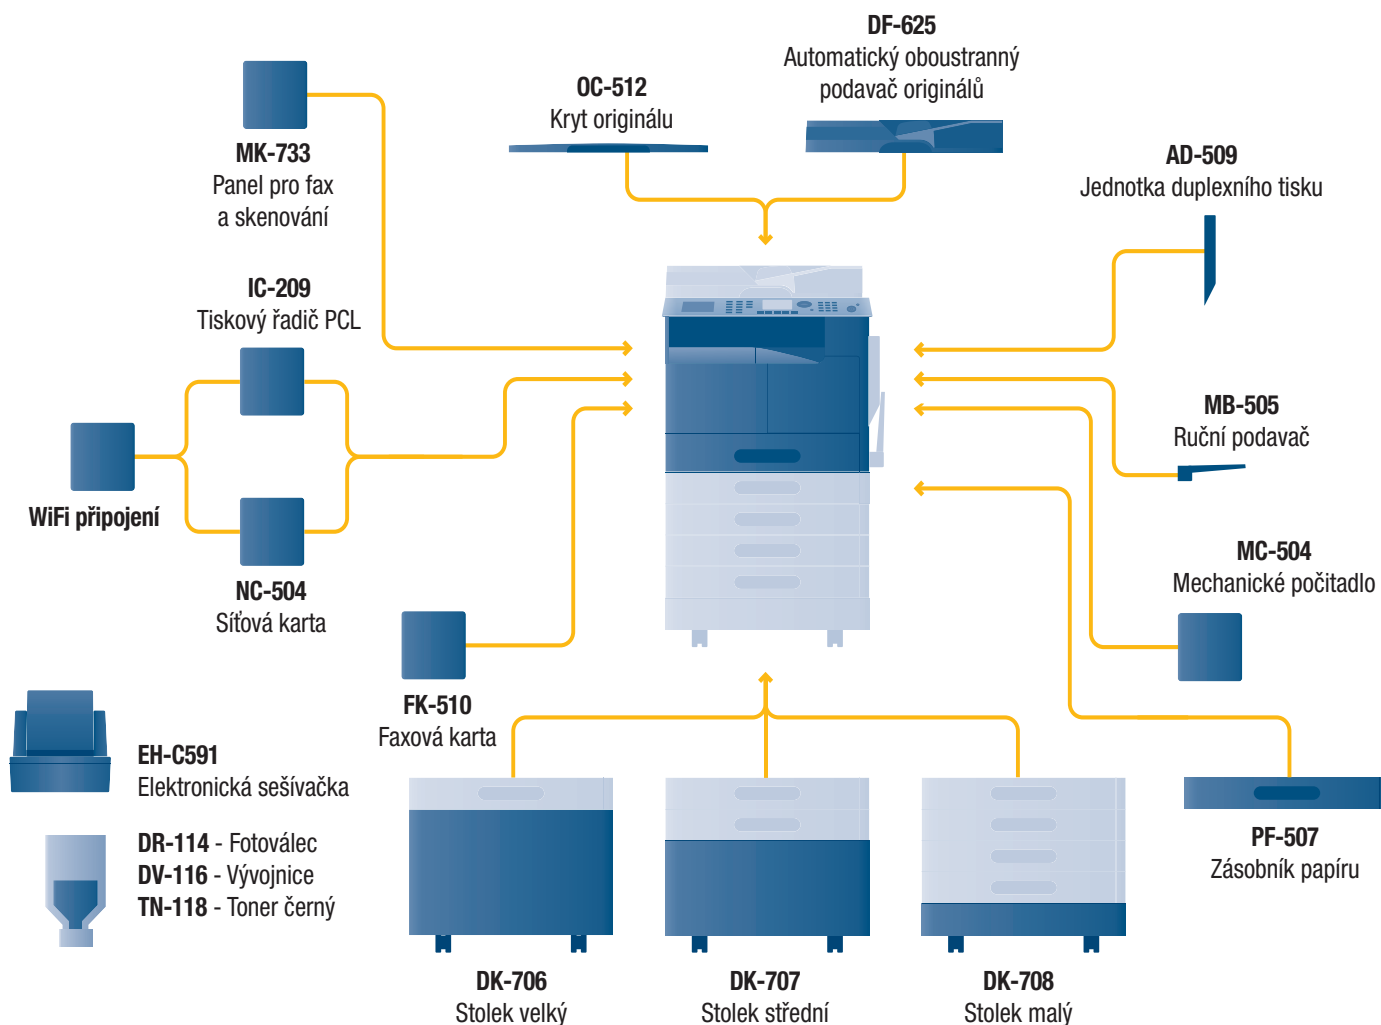 DF-625
Automatický oboustranný
podavač originálů
OC-512
Kryt originálu
MK-733
Panel pro fax
a skenování
AD-509
Jednotka duplexního tisku
IC-209
Tiskový řadič PCL
MB-505
Ruční podavač
WiFi připojení
NC-504
Síťová karta
MC-504
Mechanické počitadlo
FK-510
Faxová karta
EH-C591
Elektronická sešívačka
DR-114 - Fotoválec
DV-116 - Vývojnice
TN-118 - Toner černý
PF-507
Zásobník papíru
DK-706
Stolek velký
DK-707
Stolek střední
DK-708
Stolek malý